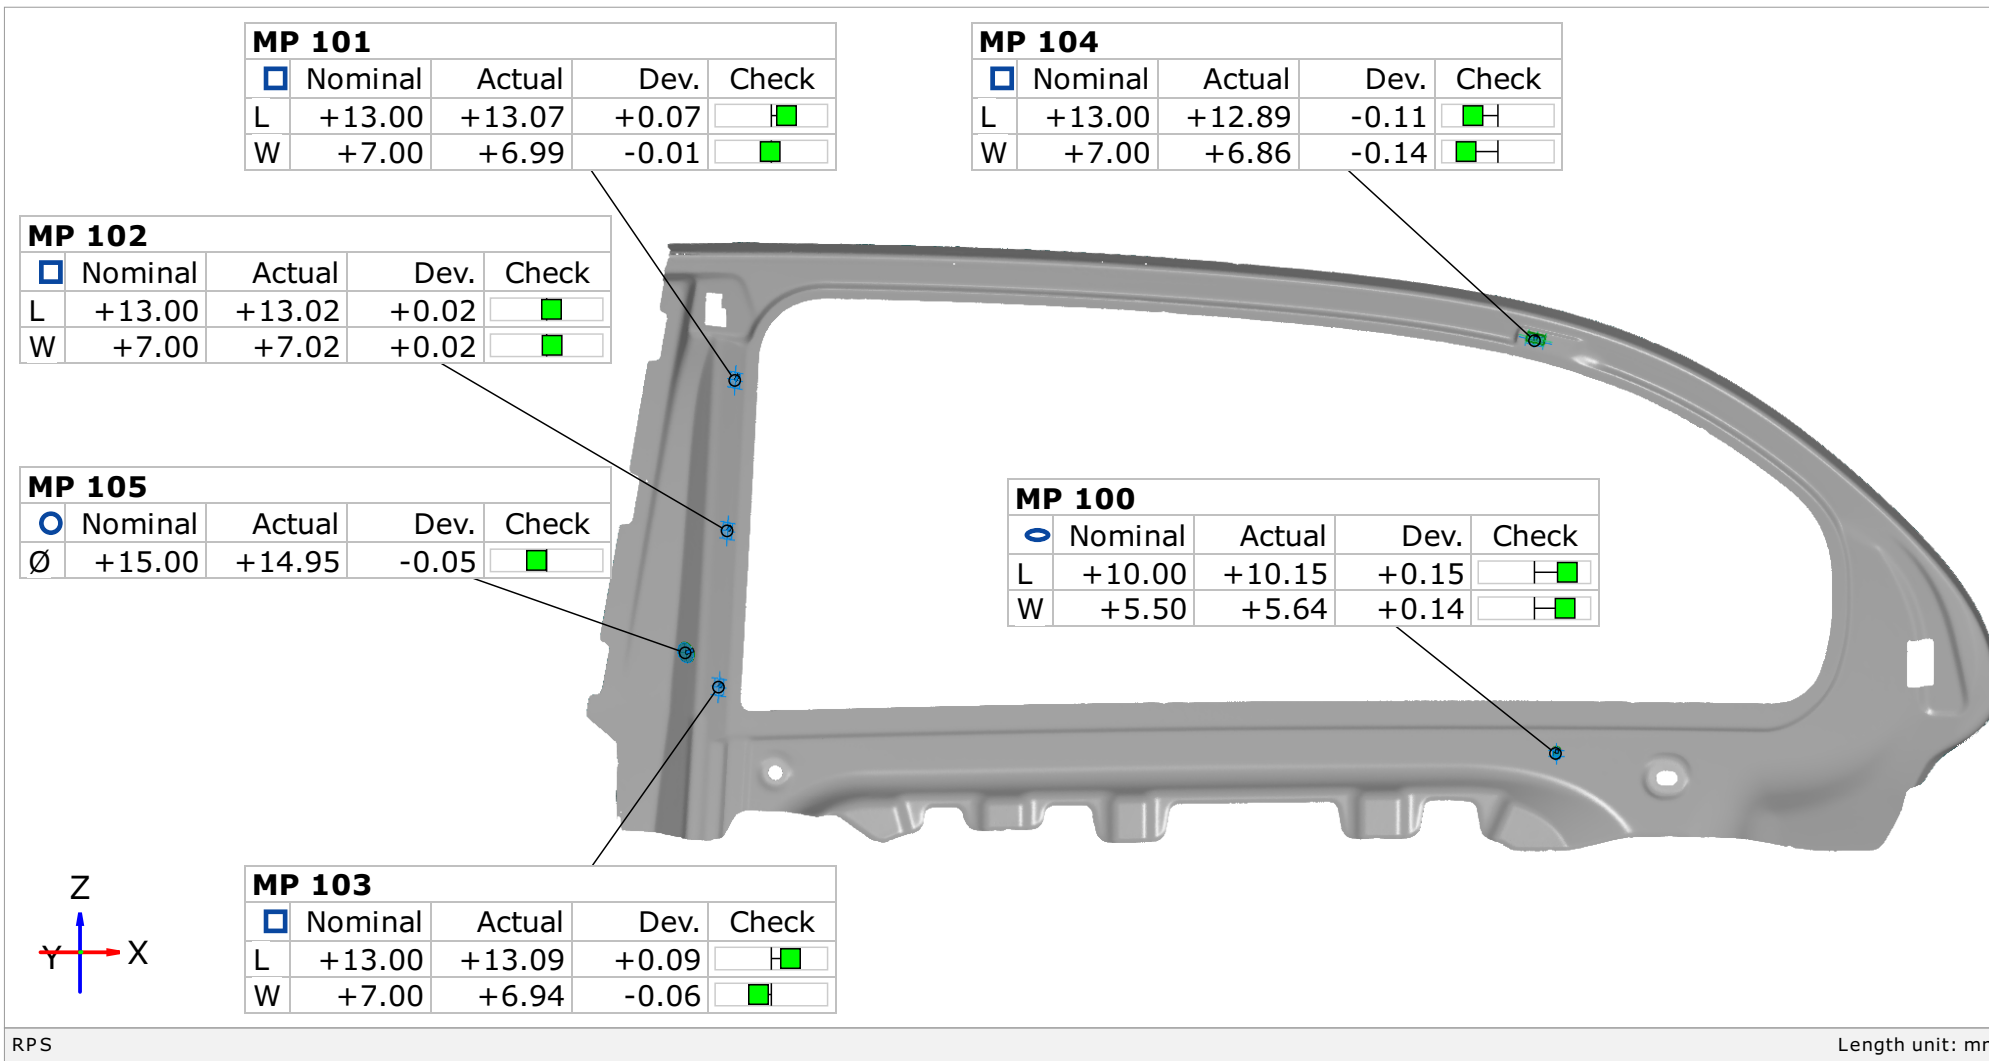 MP 101
Nominal Actual Dev. Check
L +13.00 +13.07 +0.07
W +7.00 +6.99 -0.01
MP 104
Nominal Actual Dev. Check
L +13.00 +12.89 -0.11
W +7.00 +6.86 -0.14
MP 102
Nominal Actual Dev. Check
L +13.00 +13.02 +0.02
W +7.00 +7.02 +0.02
MP 105
Nominal Actual Dev. Check
Ø +15.00 +14.95 -0.05
MP 100
Nominal Actual Dev. Check
L +10.00 +10.15 +0.15
W +5.50 +5.64 +0.14
MP 103
Nominal Actual Dev. Check
L +13.00 +13.09 +0.09
W +7.00 +6.94 -0.06
Z
Y X
RPS
Length unit: